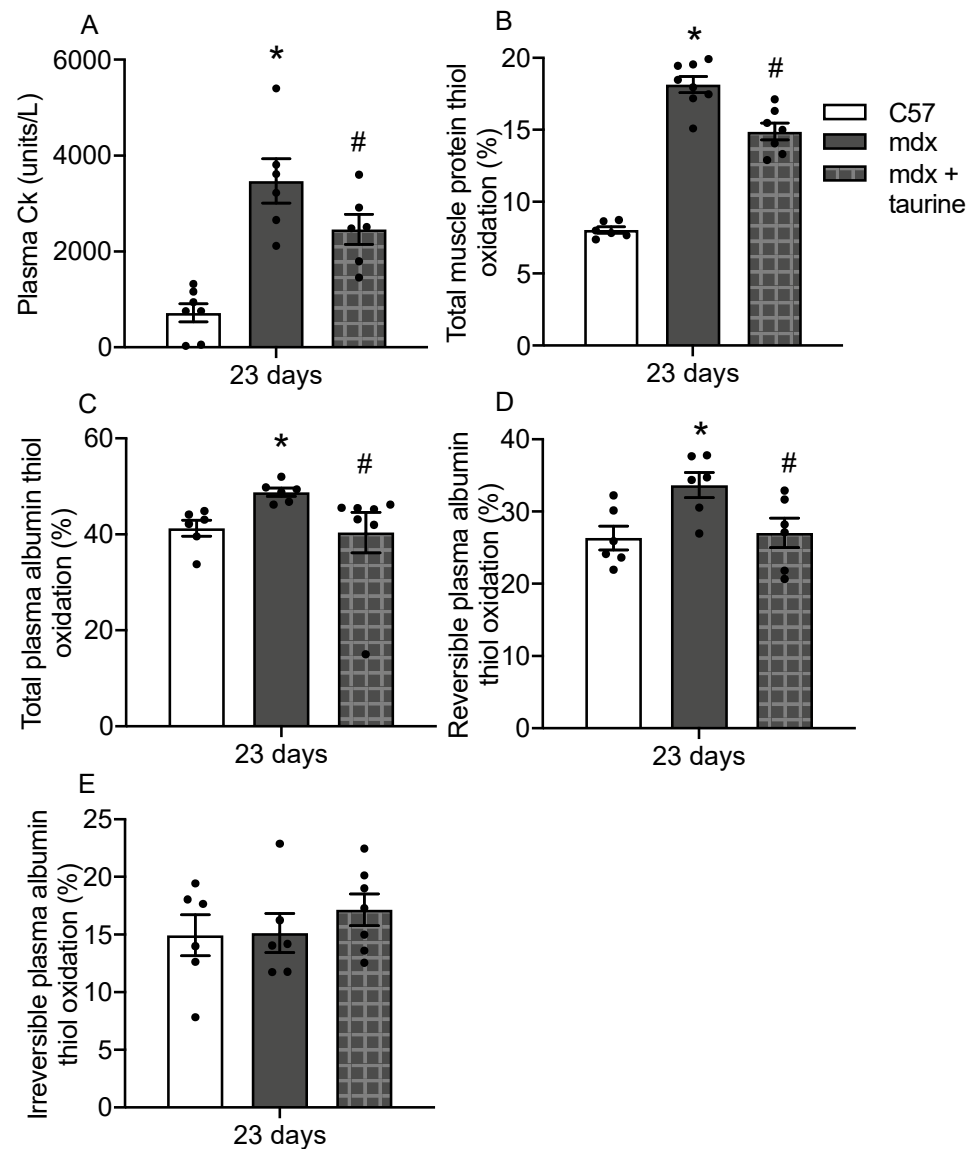 A
Plasma Ck (units/L)
6000
4000
2000
0
*
#
23 days
B
Total muscle protein thiol
oxidation (%)
20
15
10
5
0
*
#
23 days
C57
mdx
mdx +
taurine
C
Total plasma albumin thiol
oxidation (%)
60
40
20
0
*
#
23 days
D
Reversible plasma albumin
thiol oxidation (%)
40
30
20
10
0
*
#
23 days
E
Irreversible plasma albumin
thiol oxidation (%)
25
20
15
10
5
0
23 days